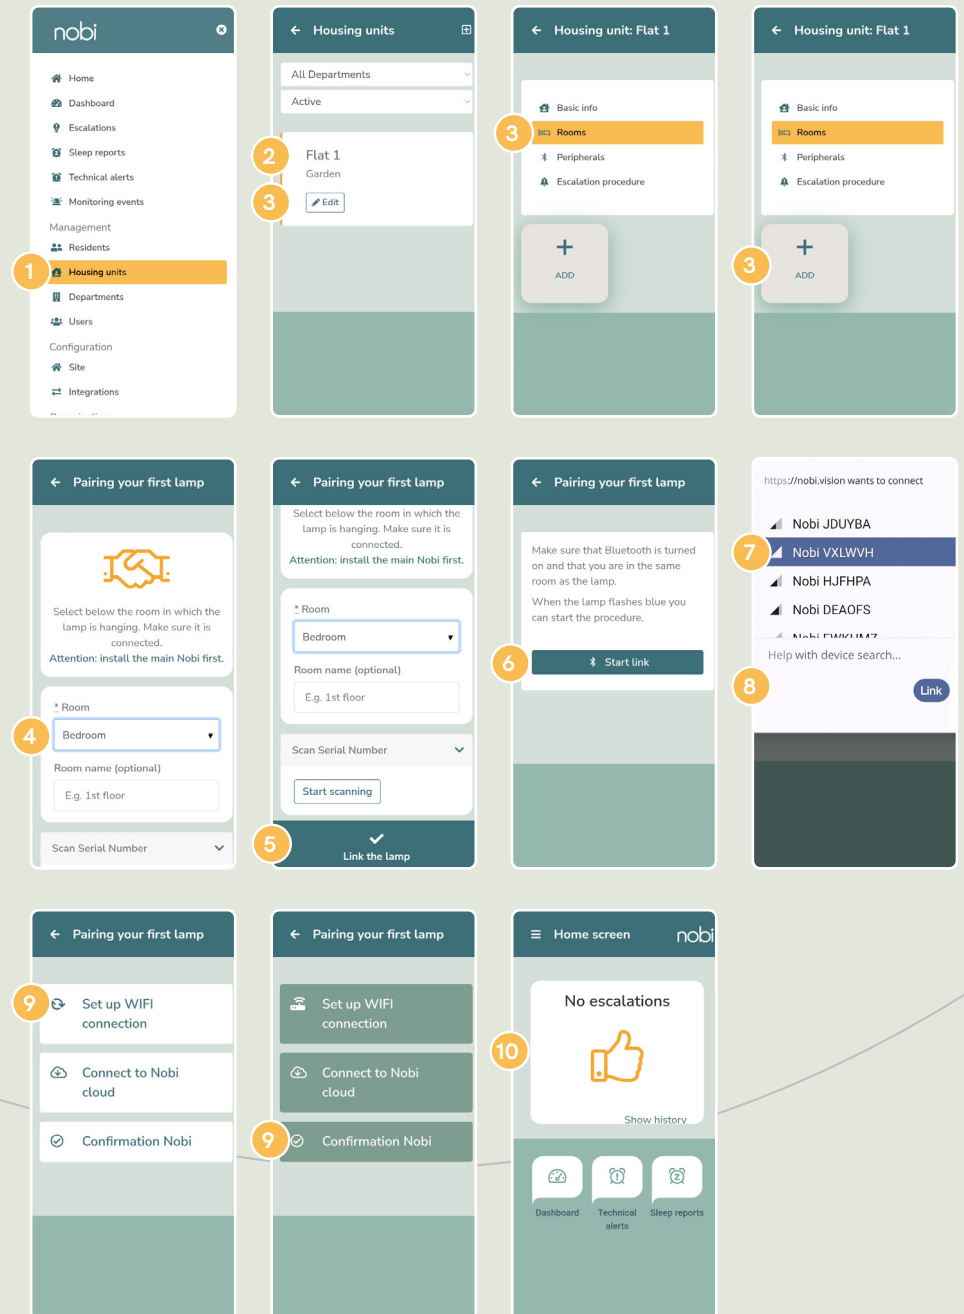 nobi
Home
Dashboard
Escalations
Sleep reports
Technical alerts
Monitoring events
Management
Residents
1
Housing units
Departments
Users
Configuration
Site
Integrations
Housing units
All Departments
Active
2
Flat 1
Garden
3
Edit
Housing unit: Flat 1
Basic info
3
Rooms
Peripherals
Escalation procedure
+
ADD
Housing unit: Flat 1
Basic info
Rooms
Peripherals
Escalation procedure
+
3
ADD
Pairing your first lamp
Select below the room in which the
lamp is hanging. Make sure it is
connected.
Attention: install the main Nobi first.
* Room
4
Bedroom
Room name (optional)
E.g. 1st floor
Scan Serial Number
Pairing your first lamp
Select below the room in which the
lamp is hanging. Make sure it is
connected.
Attention: install the main Nobi first.
* Room
Bedroom
Room name (optional)
E.g. 1st floor
Scan Serial Number
Start scanning
5
Link the lamp
Pairing your first lamp
Make sure that Bluetooth is turned
on and that you are in the same
room as the lamp.
When the lamp flashes blue you
can start the procedure.
6
Start link
https://nobi.vision wants to connect
Nobi JDUYBA
7
Nobi VXLWVH
Nobi HJFHPA
Nobi DEAOFS
Nobi EWKUMZ
Help with device search...
8
Link
Pairing your first lamp
9
Set up WIFI
connection
Connect to Nobi
cloud
Confirmation Nobi
Pairing your first lamp
Set up WIFI
connection
Connect to Nobi
cloud
9
Confirmation Nobi
Home screen
nobi
No escalations
10
Show history
Dashboard
Technical
alerts
Sleep reports